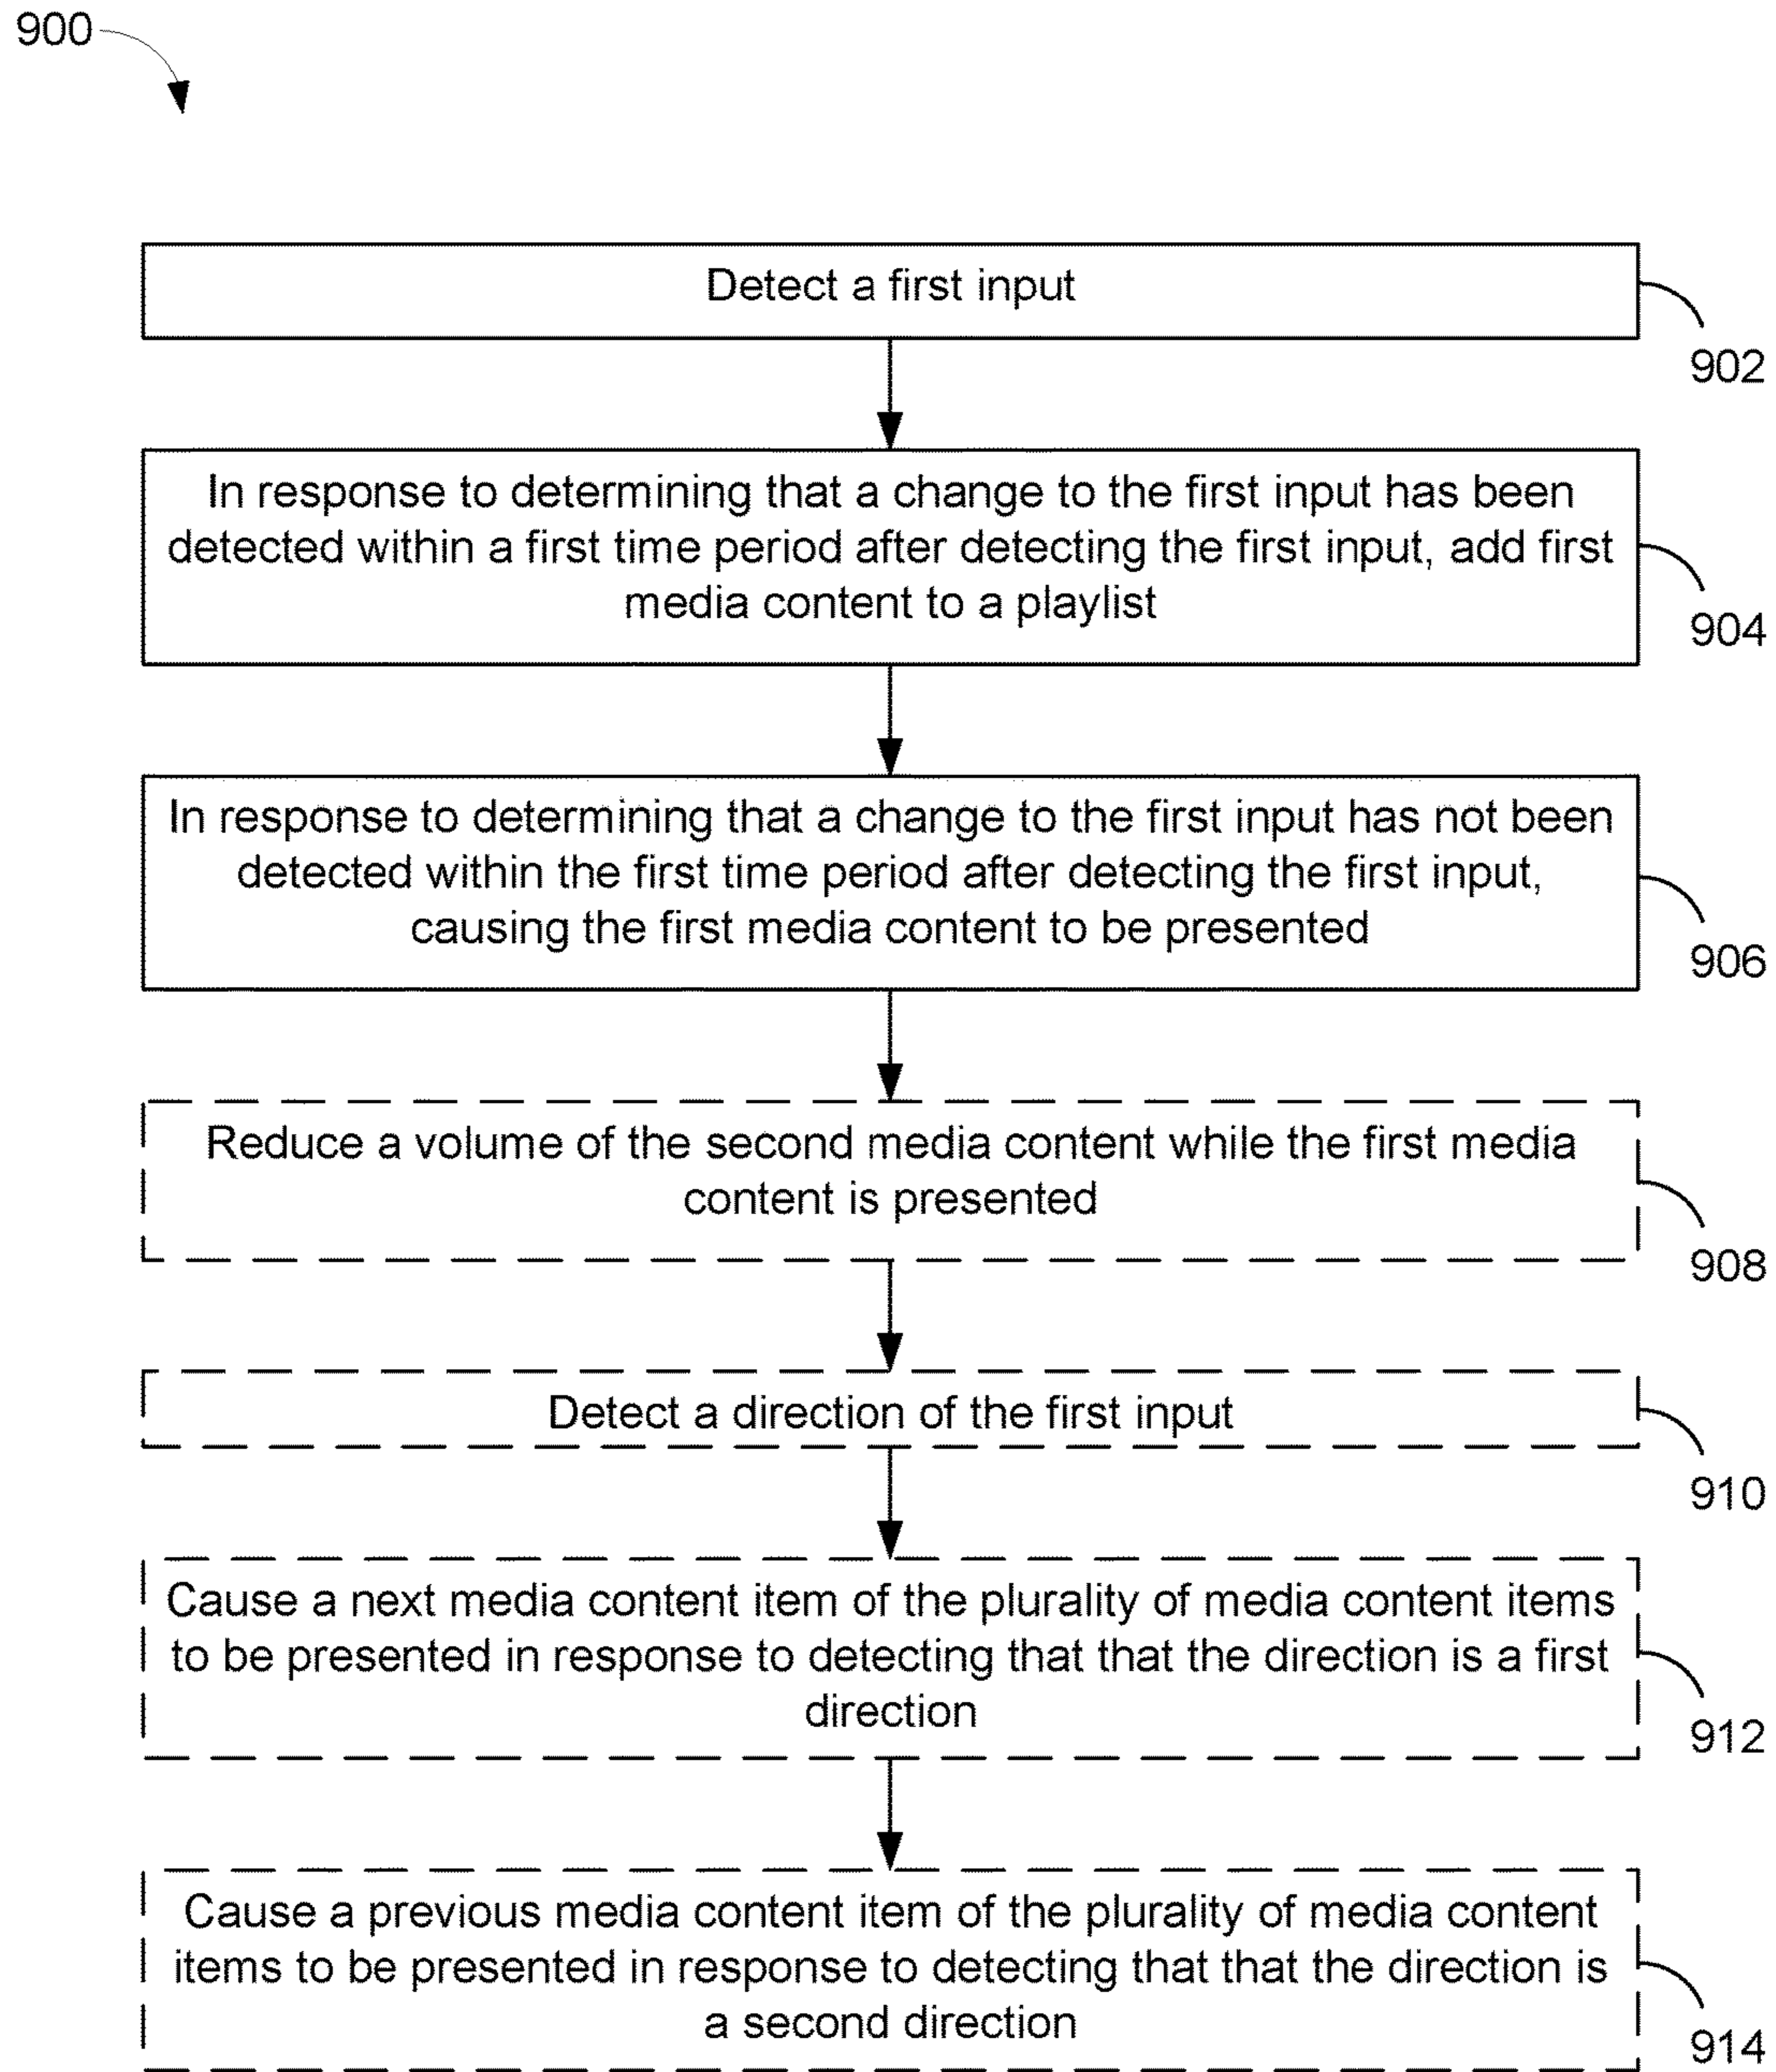 900
Detect a first input
902
In response to determining that a change to the first input has been
detected within a first time period after detecting the first input, add first
media content to a playlist
904
In response to determining that a change to the first input has not been
detected within the first time period after detecting the first input,
causing the first media content to be presented
906
Reduce a volume of the second media content while the first media
content is presented
908
Detect a direction of the first input
910
Cause a next media content item of the plurality of media content items
to be presented in response to detecting that that the direction is a first
direction
912
Cause a previous media content item of the plurality of media content
items to be presented in response to detecting that that the direction is
a second direction
914